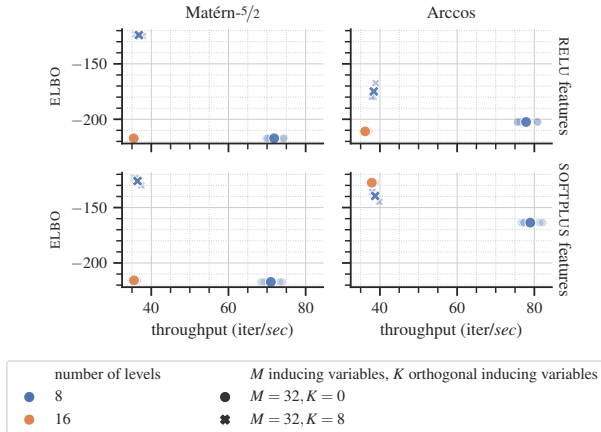 Matérn-5/2 Arccos
ELBO −150 −200 RELU features
ELBO −150 −200 SOFTPLUS features
40 60 80 40 60 80
throughput (iter/sec) throughput (iter/sec)
number of levels M inducing variables, K orthogonal inducing variables
8 M = 32, K = 0
16 M = 32, K = 8